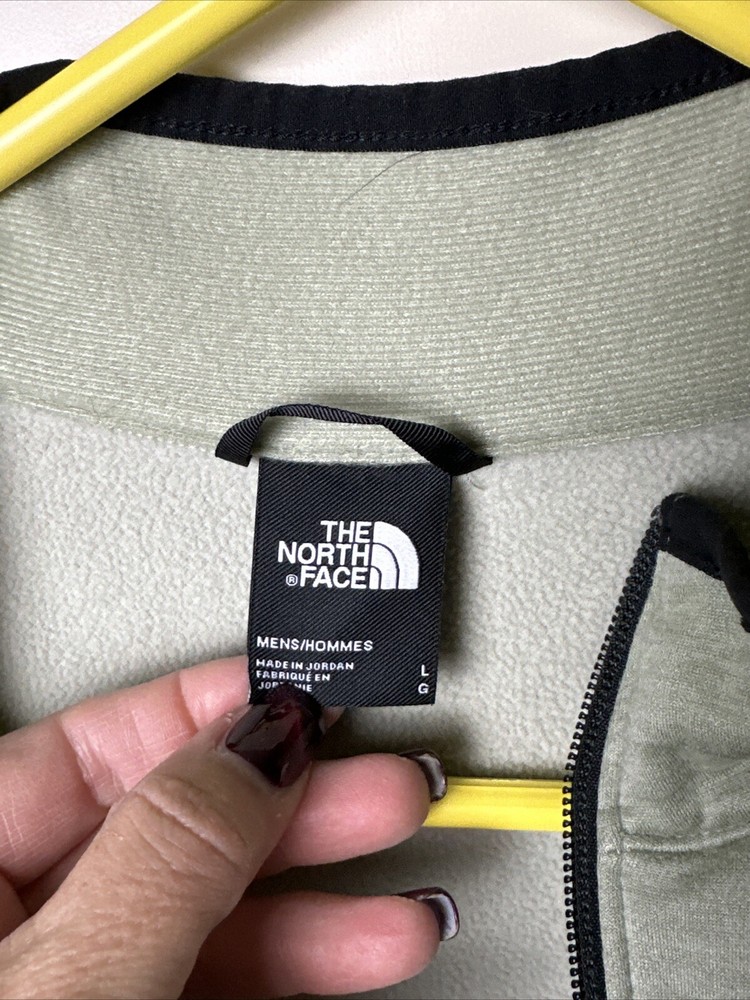 THE
NORTH
® FACE
MENS/HOMMES
MADE IN JORDAN
FABRIQUÉ EN
L
G